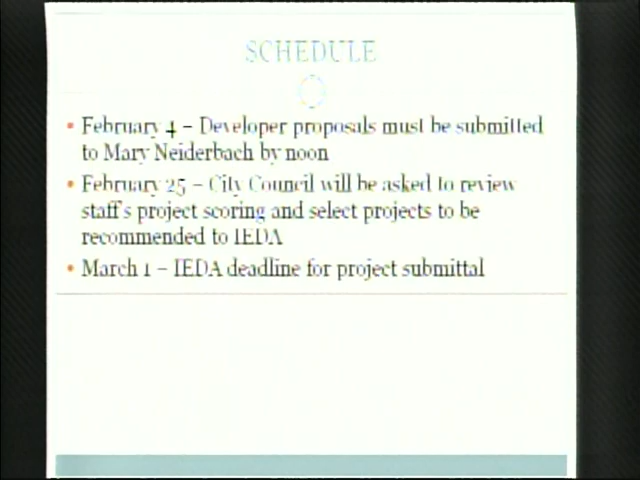 SCHEDULE
• February 4 – Developer proposals must be submitted
to Mary Neiderbach by noon
• February 25 – City Council will be asked to review
staff's project scoring and select projects to be
recommended to IEDA
• March 1 – IEDA deadline for project submittal